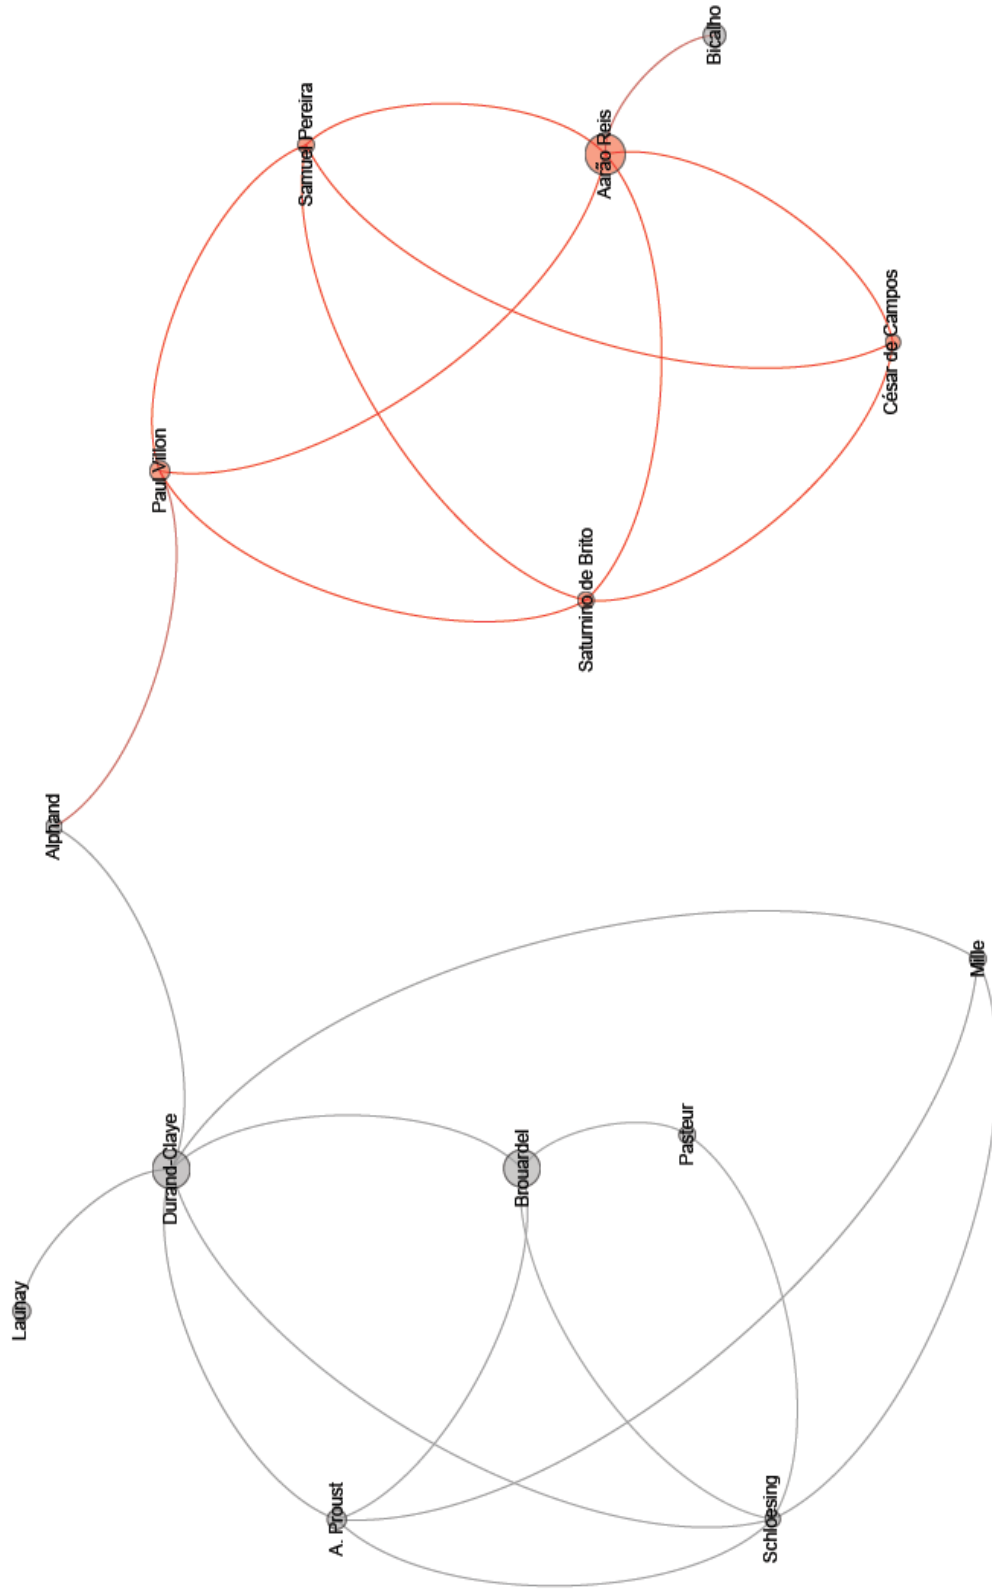 Bicalho
Samuel Pereira
Aarão Reis
César de Campos
Paul Villon
Saturnino de Brito
Alphand
Mille
Durand-Claye
Brouardel
Pasteur
Launay
A. Proust
Schloesing